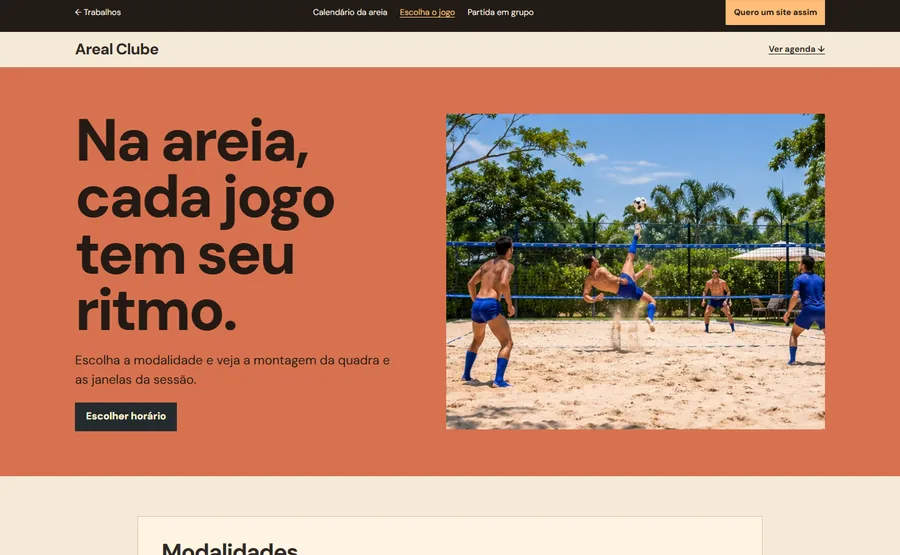 ← Trabalhos
Calendário da areia
Escolha o jogo
Partida em grupo
Quero um site assim
Areal Clube
Ver agenda ↓
Na areia,
cada jogo
tem seu
ritmo.
Escolha a modalidade e veja a montagem da quadra e
as janelas da sessão.
Escolher horário
Modalidades